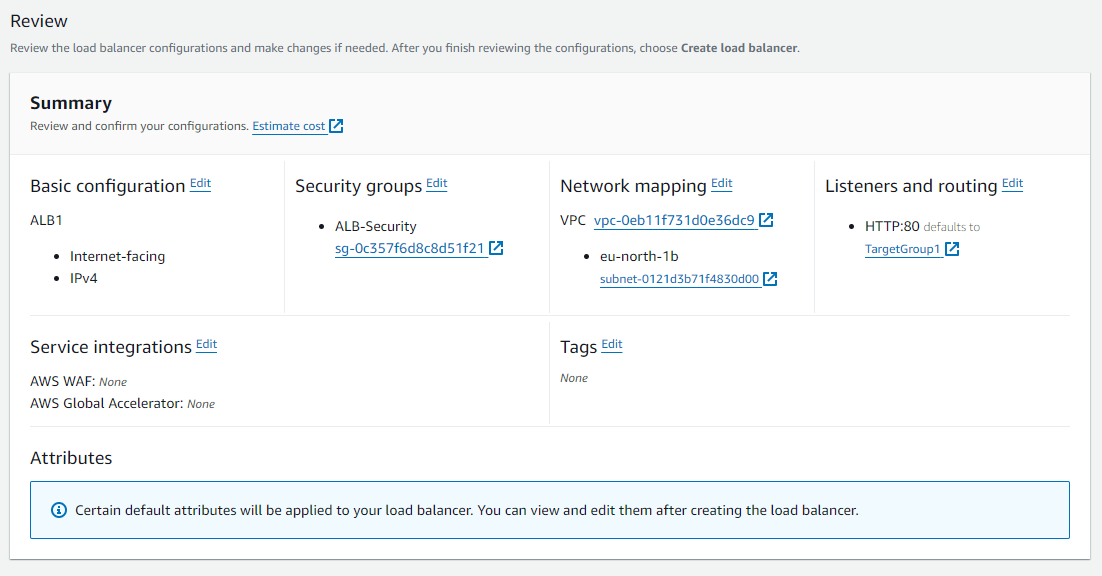 Review
Review the load balancer configurations and make changes if needed. After you finish reviewing the configurations, choose Create load balancer.
Summary
Review and confirm your configurations. Estimate cost
Basic configuration Edit
ALB1
Internet-facing
IPv4
Security groups Edit
ALB-Security
sg-0c357f6d8c8d51f21
Network mapping Edit
VPC vpc-0eb11f731d0e36dc9
eu-north-1b
subnet-0121d3b71f4830d00
Listeners and routing Edit
HTTP:80 defaults to
TargetGroup1
Service integrations Edit
AWS WAF: None
AWS Global Accelerator: None
Tags Edit
None
Attributes
Certain default attributes will be applied to your load balancer. You can view and edit them after creating the load balancer.